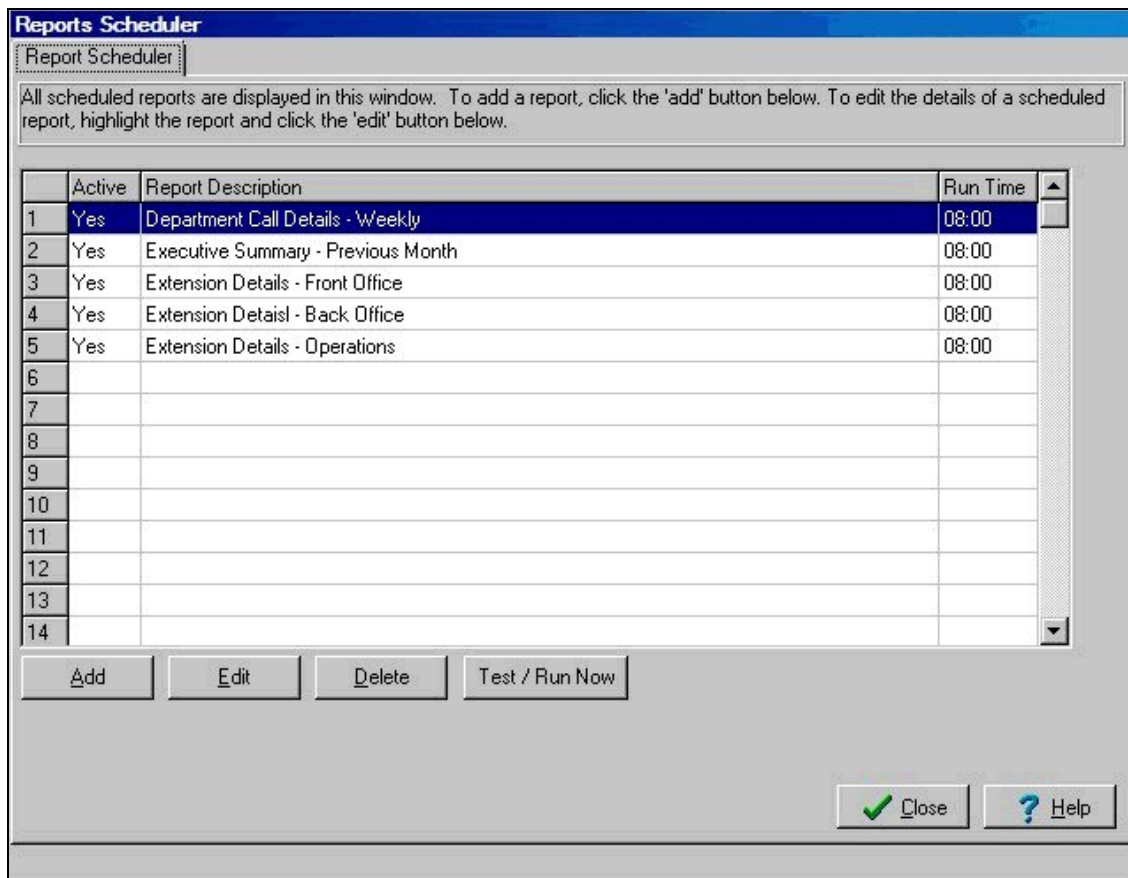 Reports Scheduler
Report Scheduler
All scheduled reports are displayed in this window. To add a report, click the 'add' button below. To edit the details of a scheduled
report, highlight the report and click the 'edit' button below.
Active Report Description Run Time
1 Yes Department Call Details - Weekly 08:00
2 Yes Executive Summary - Previous Month 08:00
3 Yes Extension Details - Front Office 08:00
4 Yes Extension Detaisl - Back Office 08:00
5 Yes Extension Details - Operations 08:00
6
7
8
9
10
11
12
13
14
Add Edit Delete Test / Run Now
Close Help